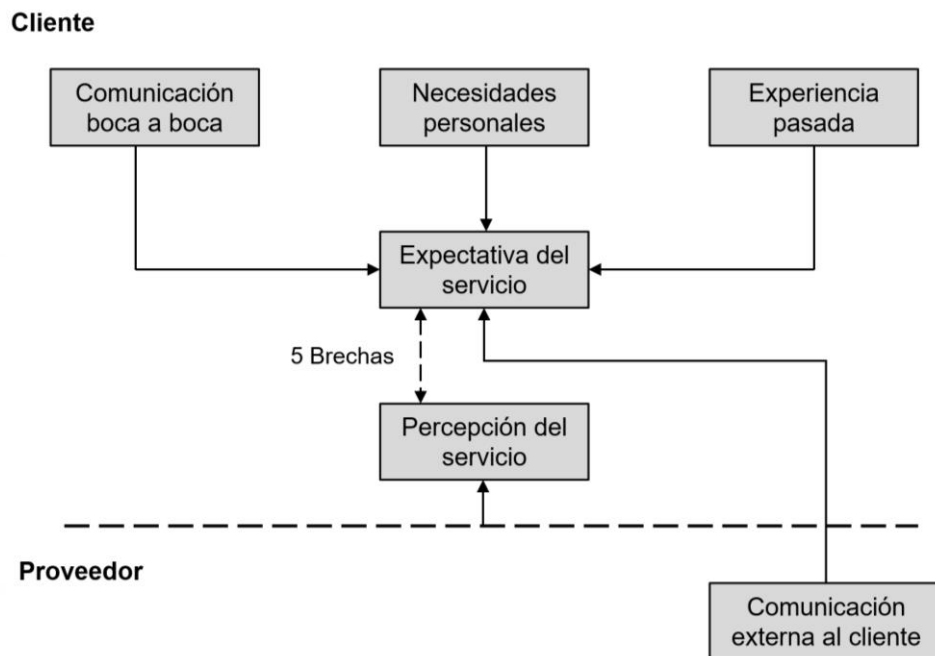 Cliente
Comunicación
boca a boca
Necesidades
personales
Experiencia
pasada
Expectativa del
servicio
5 Brechas
Percepción del
servicio
Proveedor
Comunicación
externa al cliente